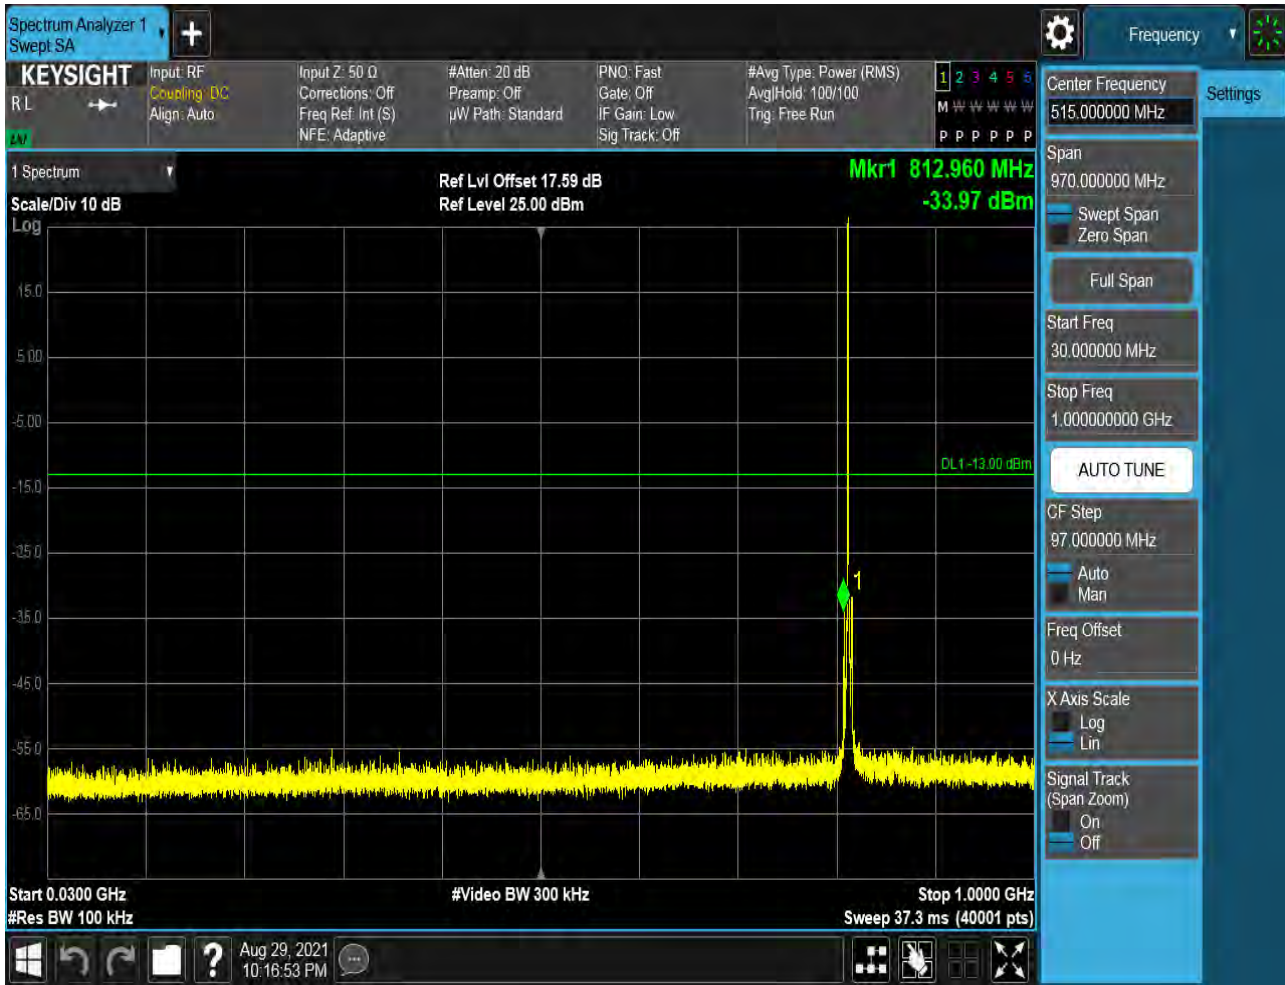 Spectrum Analyzer 1
Swept SA
Frequency
KEYSIGHT
R L
Input: RF
Coupling: DC
Align: Auto
Input Z: 50 Ω
Corrections: Off
Freq Ref: Int (S)
NFE: Adaptive
#Atten: 20 dB
Preamp: Off
µW Path: Standard
PNO: Fast
Gate: Off
IF Gain: Low
Sig Track: Off
#Avg Type: Power (RMS)
Avg|Hold: 100/100
Trig: Free Run
1 2 3 4 5 6
M W W W W W
P P P P P P
1 Spectrum
Scale/Div 10 dB
Log
Ref Lvl Offset 17.59 dB
Ref Level 25.00 dBm
Mkr1 812.960 MHz
-33.97 dBm
15.0
5.00
-5.00
-15.0
-25.0
-35.0
-45.0
-55.0
-65.0
DL1 -13.00 dBm
1
Start 0.0300 GHz
#Res BW 100 kHz
#Video BW 300 kHz
Stop 1.0000 GHz
Sweep 37.3 ms (40001 pts)
Aug 29, 2021
10:16:53 PM
Center Frequency
515.000000 MHz
Settings
Span
970.000000 MHz
Swept Span
Zero Span
Full Span
Start Freq
30.000000 MHz
Stop Freq
1.000000000 GHz
AUTO TUNE
CF Step
97.000000 MHz
Auto
Man
Freq Offset
0 Hz
X Axis Scale
Log
Lin
Signal Track
(Span Zoom)
On
Off